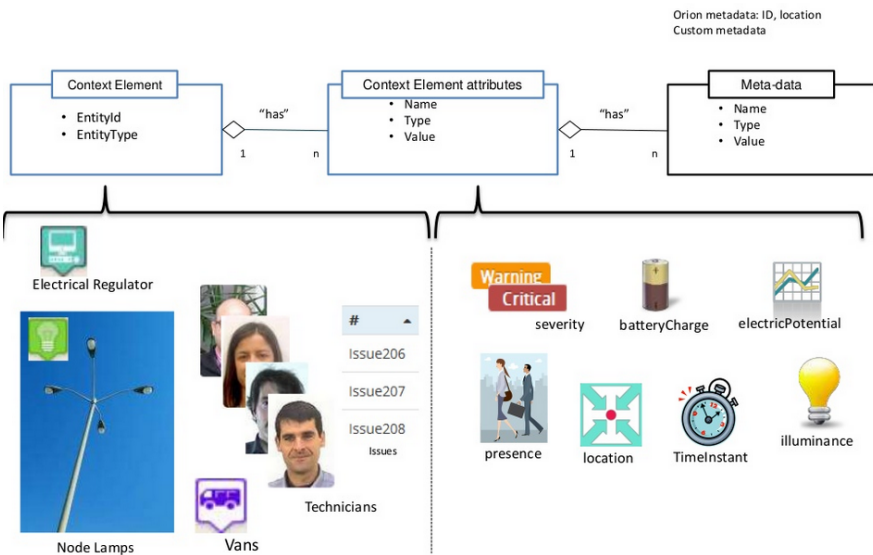 Orion metadata: ID, location
Custom metadata
Context Element
• EntityId
• EntityType
"has"
1
n
Context Element attributes
• Name
• Type
• Value
"has"
1
n
Meta-data
• Name
• Type
• Value
Electrical Regulator
Node Lamps
Vans
Technicians
#
Issue206
Issue207
Issue208
Issues
Warning
Critical
severity
batteryCharge
electricPotential
presence
location
TimeInstant
illuminance